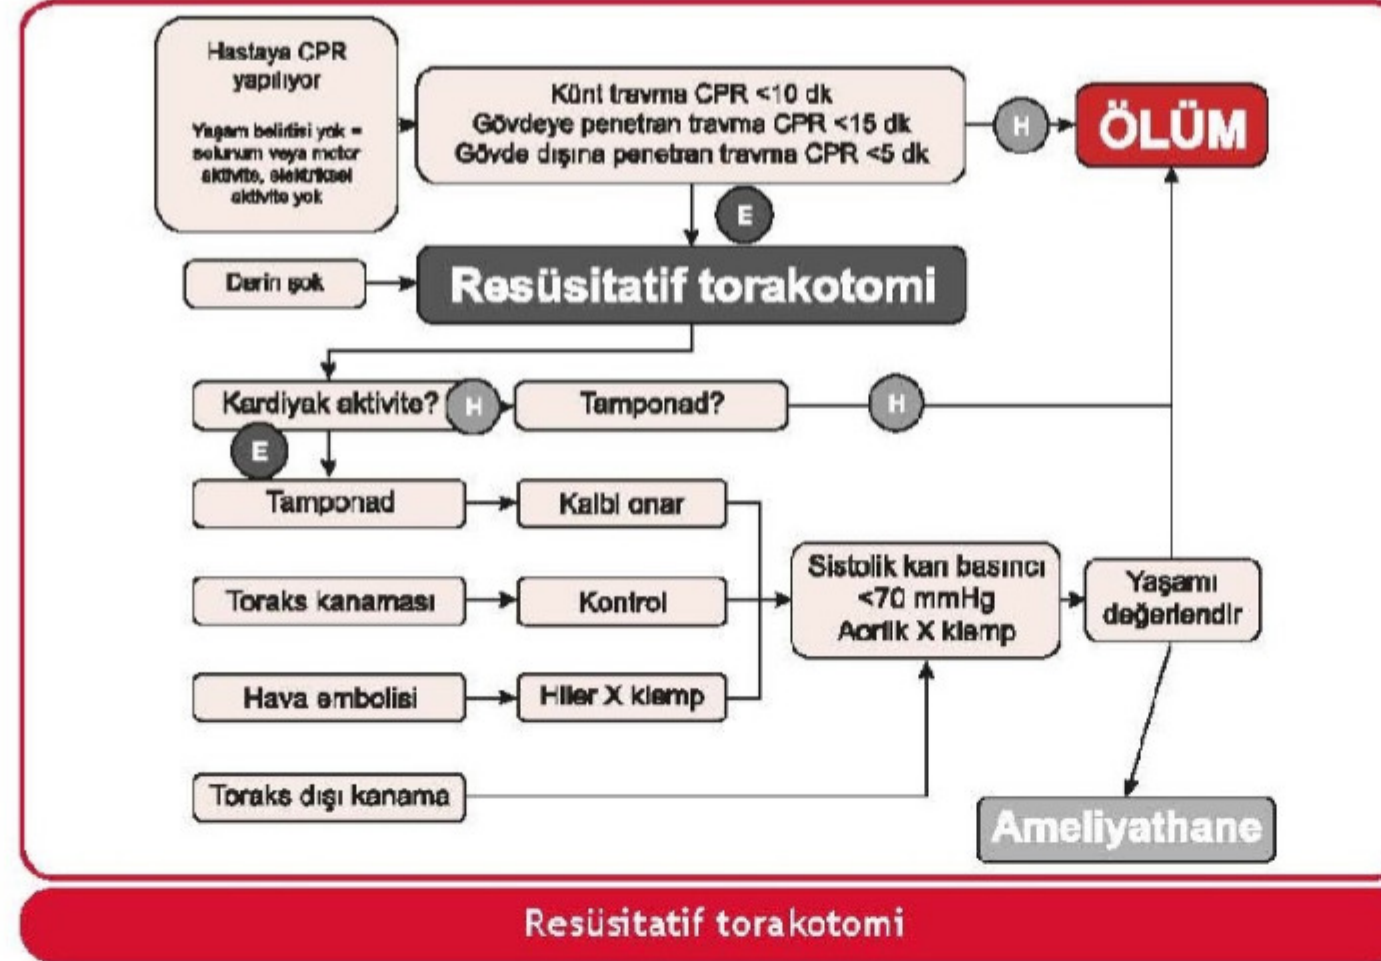 Hastaya CPR
yapılıyor
Yaşam belirtisi yok =
solunum veya motor
aktivite, elektriksel
aktivite yok
Künt travma CPR <10 dk
Gövdeye penetran travma CPR <15 dk
Gövde dışına penetran travma CPR <5 dk
H
ÖLÜM
E
Derin şok
Resüsitatif torakotomi
Kardiyak aktivite?
H
Tamponad?
H
E
Tamponad
Kalbi onar
Toraks kanaması
Kontrol
Hava embolisi
Hiler X klemp
Toraks dışı kanama
Sistolik kan basıncı
<70 mmHg
Aortik X klemp
Yaşamı
değerlendir
Ameliyathane
Resüsitatif torakotomi